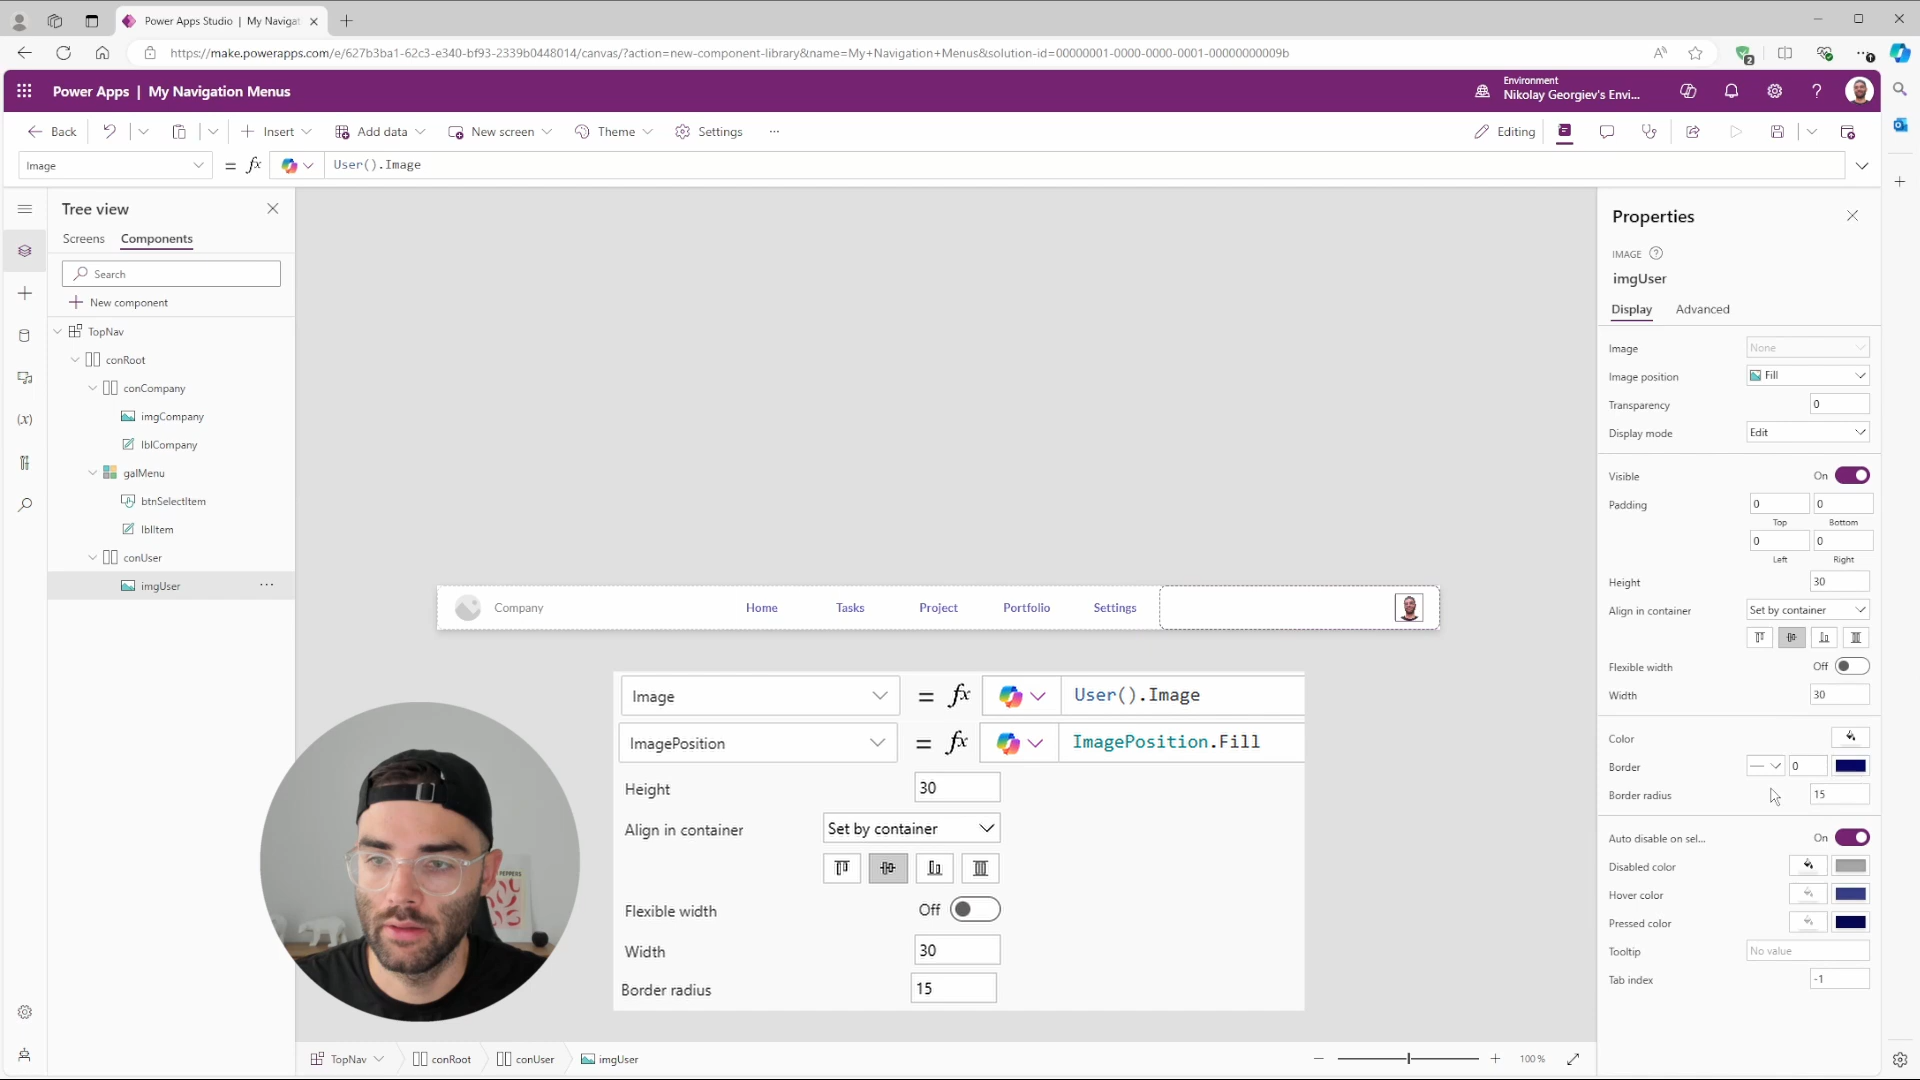 Power Apps Studio | My Navigat
https://make.powerapps.com/e/627b3ba1-62c3-e340-bf93-2339b0448014/canvas/?action=new-component-library&name=My+Navigation+Menus&solution-id=00000001-0000-0000-0001-00000000009b
2
1
Power Apps | My Navigation Menus
Environment
Nikolay Georgiev's Envi...
Back
Insert
Add data
New screen
Theme
Settings
...
Editing
Image
= fx
User().Image
Tree view
Screens
Components
Search
New component
TopNav
conRoot
conCompany
imgCompany
lblCompany
galMenu
btnSelectItem
lblItem
conUser
imgUser
...
Company
Home
Tasks
Project
Portfolio
Settings
Image
= fx
User().Image
ImagePosition
= fx
ImagePosition.Fill
Height
30
Align in container
Set by container
Flexible width
Off
Width
30
Border radius
15
PEPPERS
TopNav
conRoot
conUser
imgUser
100 %
Properties
IMAGE
imgUser
Display
Advanced
Image
None
Image position
Fill
Transparency
0
Display mode
Edit
Visible
On
Padding
0
0
Top
Bottom
0
0
Left
Right
Height
30
Align in container
Set by container
Flexible width
Off
Width
30
Color
Border
0
Border radius
15
Auto disable on sel...
On
Disabled color
Hover color
Pressed color
Tooltip
No value
Tab index
-1